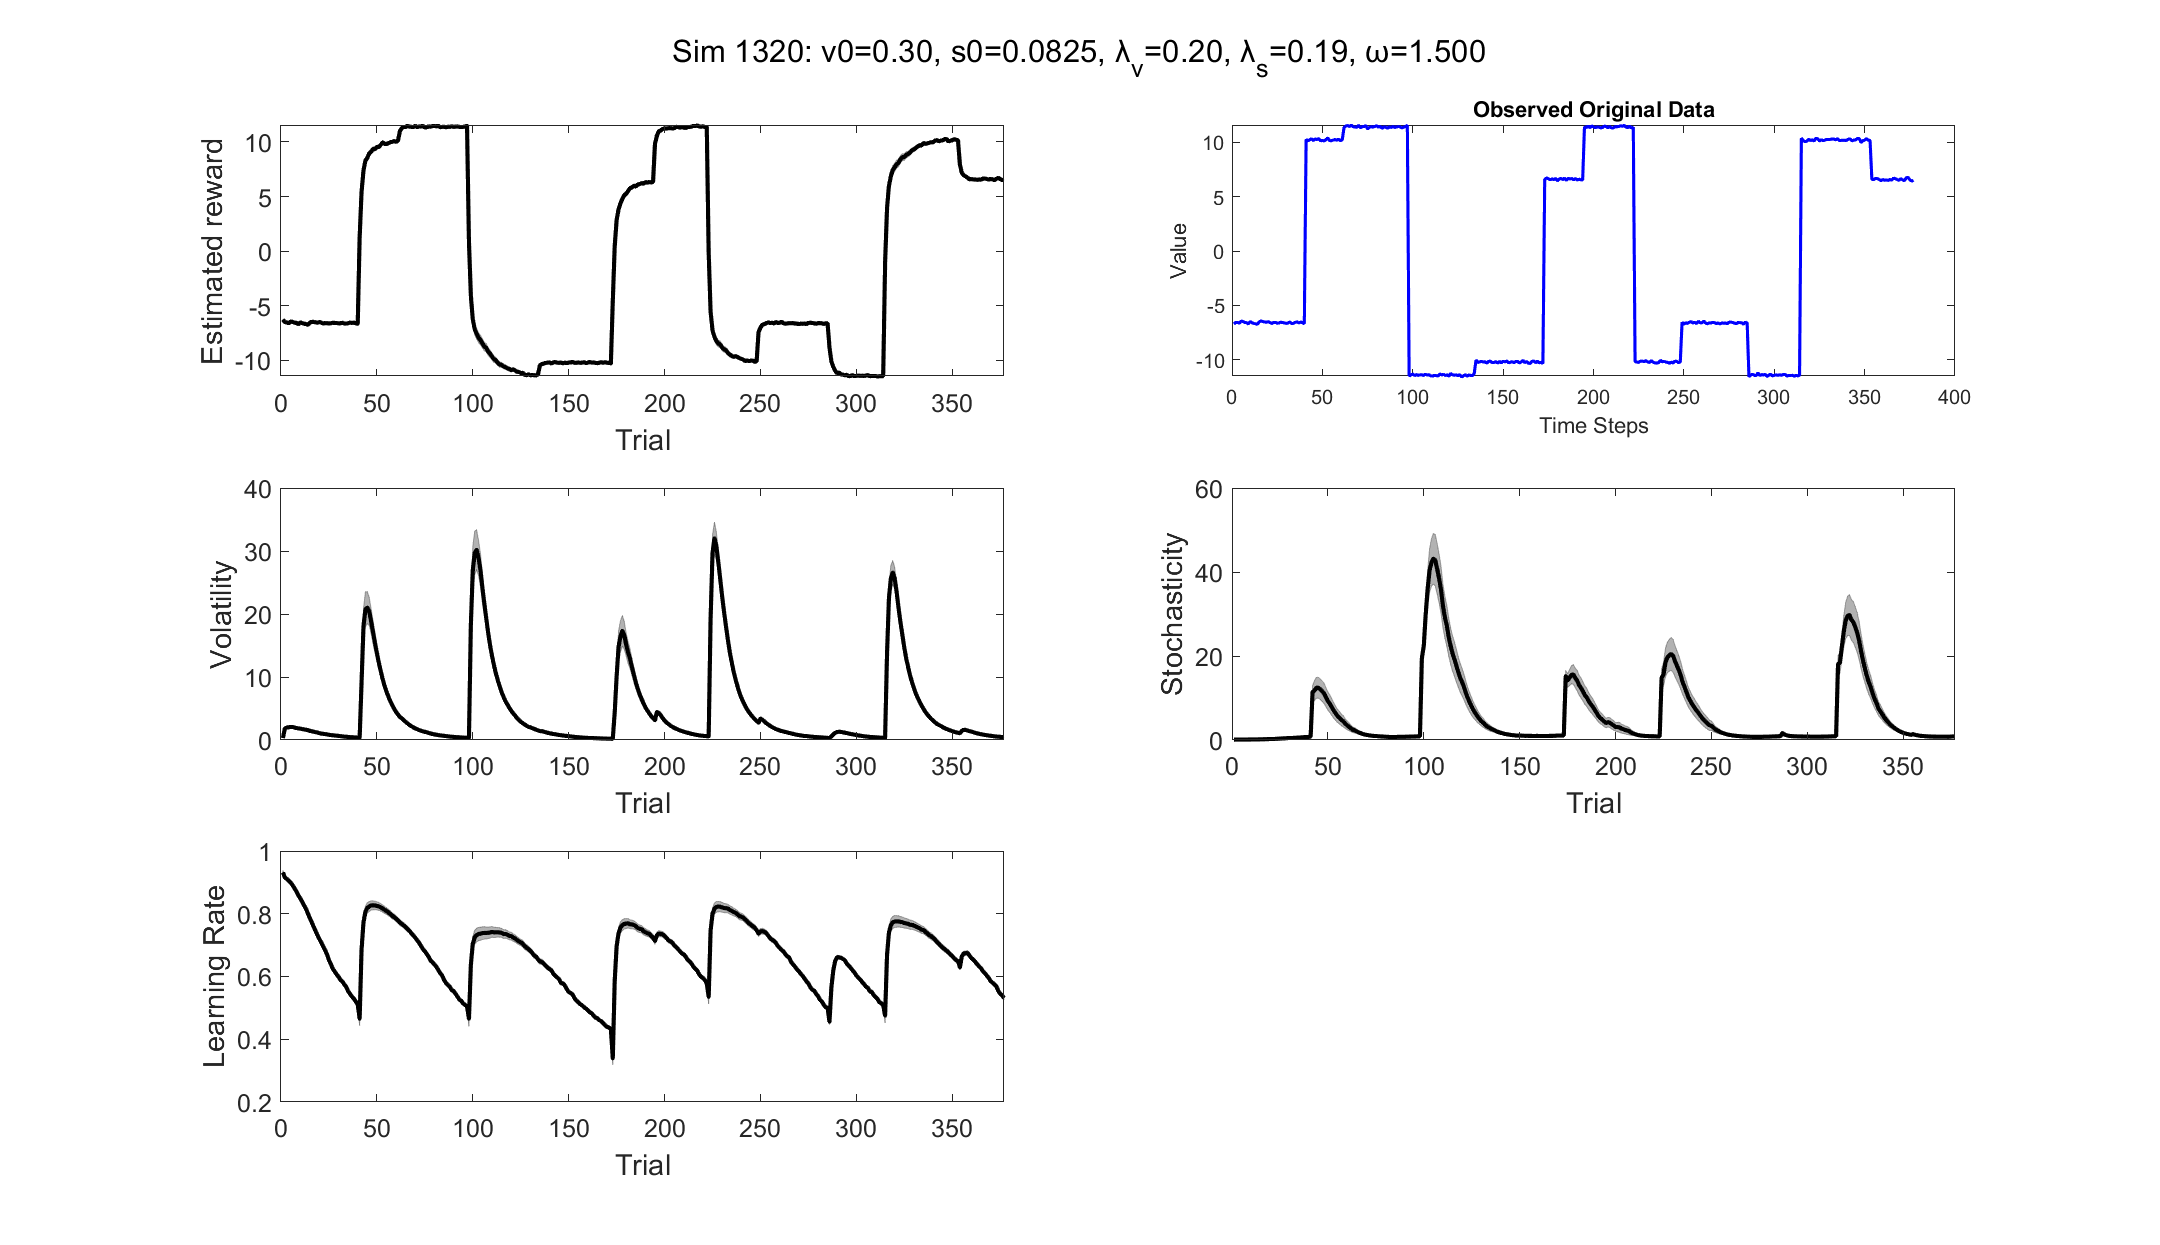 Sim 1320: v0=0.30, s0=0.0825, λv=0.20, λs=0.19, ω=1.500
Estimated reward
10
5
0
-5
-10
0 50 100 150 200 250 300 350
Trial
Observed Original Data
Value
10
5
0
-5
-10
0 50 100 150 200 250 300 350 400
Time Steps
Volatility
40
30
20
10
0
0 50 100 150 200 250 300 350
Trial
Stochasticity
60
40
20
0
0 50 100 150 200 250 300 350
Trial
Learning Rate
1
0.8
0.6
0.4
0.2
0 50 100 150 200 250 300 350
Trial